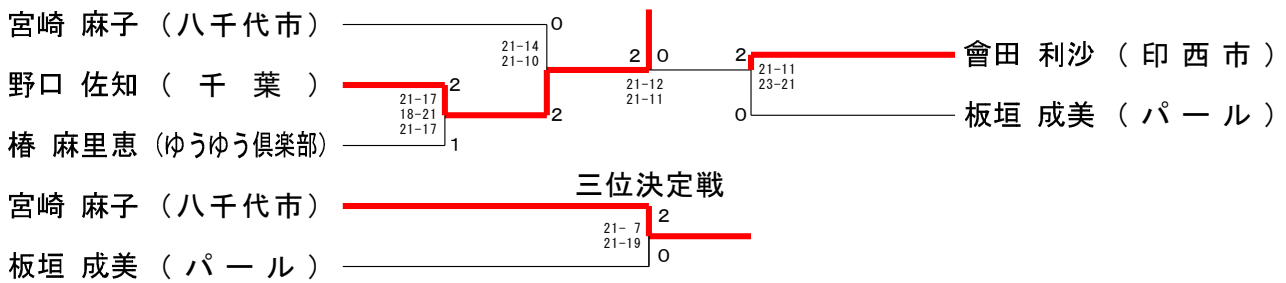 宮崎 麻子 (八千代市)
0
21-14
21-10
2 0
2
會田 利沙 (印西市)
野口 佐知 (千葉)
2
21-17
18-21
21-17
2
21-12
21-11
21-11
23-21
0
板垣 成美 (パール)
椿 麻里恵 (ゆうゆう倶楽部)
1
三位決定戦
宮崎 麻子 (八千代市)
2
21- 7
21-19
0
板垣 成美 (パール)